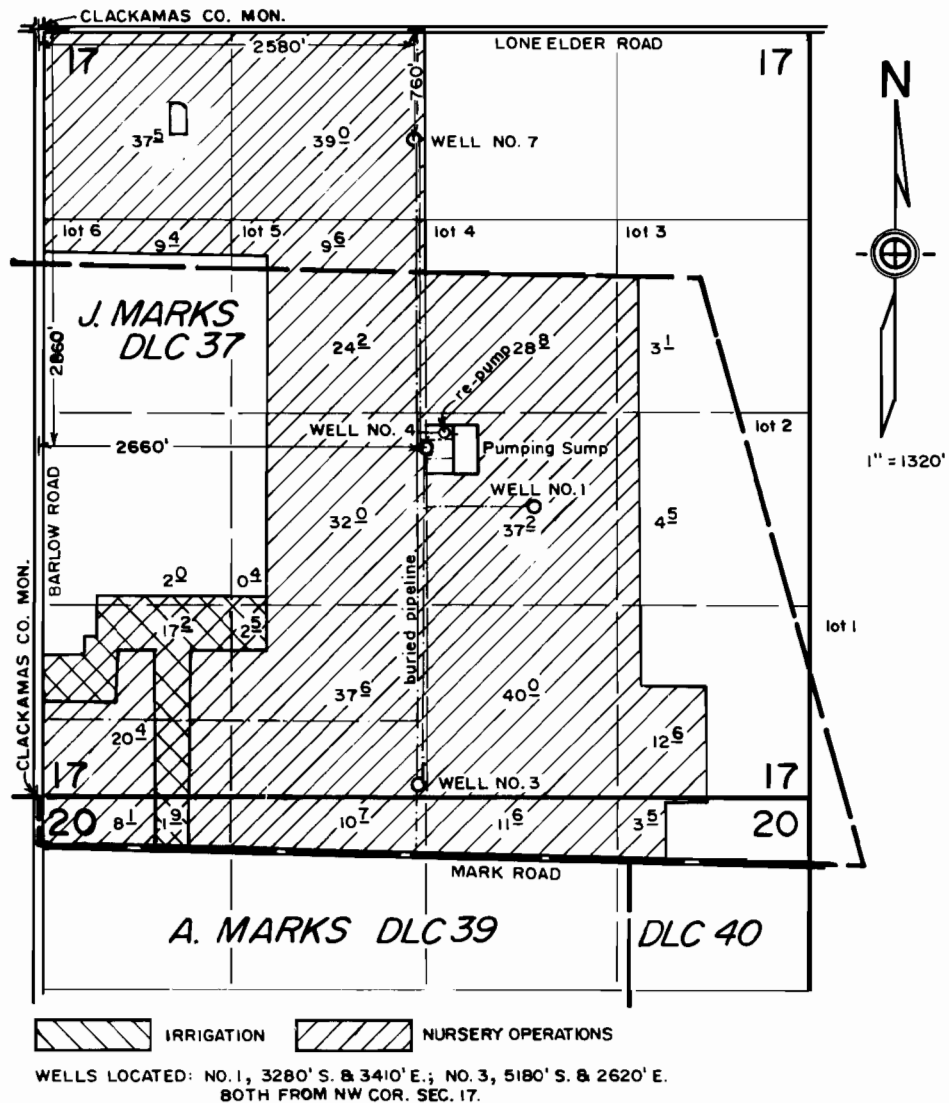 CLACKAMAS CO. MON.
2580'
LONE ELDER ROAD
17
17
760'
N
37 5
39 0
WELL NO. 7
lot 6
lot 5
lot 4
lot 3
9 4
9 6
J. MARKS
DLC 37
2860'
24 2
28 8
3 1
re-pump
lot 2
WELL NO. 4
2660'
Pumping Sump
1" = 1320'
WELL NO. 1
BARLOW ROAD
32 0
37 2
4 5
CLACKAMAS CO. MON.
2 0
0 4
buried pipeline
17 2
2 5
lot 1
37 6
40 0
20 4
12 6
17
WELL NO. 3
17
20
8 1
1 9
10 7
11 6
3 5
20
MARK ROAD
A. MARKS DLC 39
DLC 40
IRRIGATION
NURSERY OPERATIONS
WELLS LOCATED: NO. 1, 3280' S. & 3410' E.; NO. 3, 5180' S. & 2620' E.
BOTH FROM NW COR. SEC. 17.